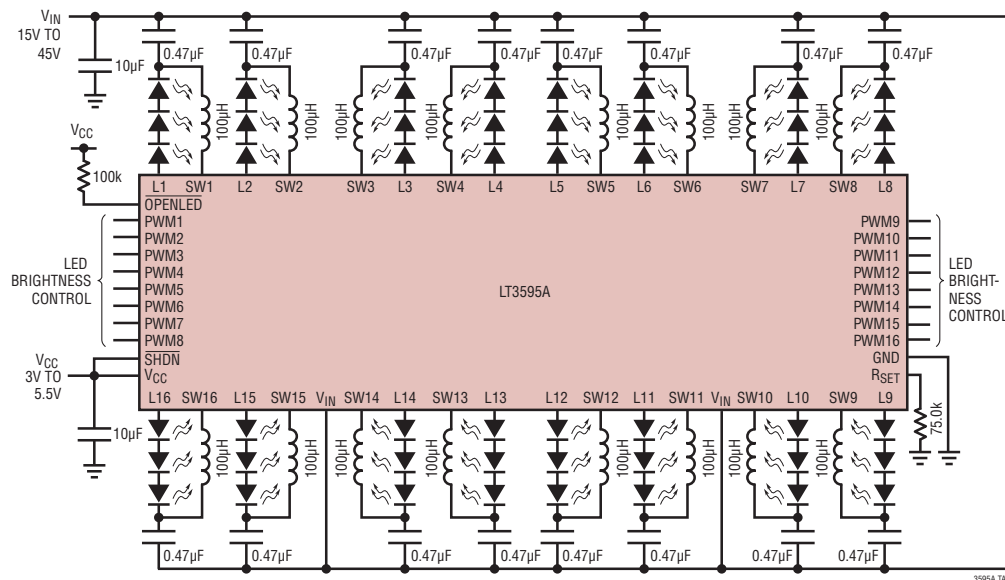 VIN
15V TO
45V
10µF
0.47µF 0.47µF 0.47µF 0.47µF 0.47µF 0.47µF 0.47µF 0.47µF
100µH 100µH 100µH 100µH 100µH 100µH 100µH 100µH
VCC
100k
L1 SW1 L2 SW2 SW3 L3 SW4 L4 L5 SW5 L6 SW6 SW7 L7 SW8 L8
OPENLED
PWM1
PWM2
PWM3
PWM4
PWM5
PWM6
PWM7
PWM8
LED
BRIGHTNESS
CONTROL
LT3595A
PWM9
PWM10
PWM11
PWM12
PWM13
PWM14
PWM15
PWM16
LED
BRIGHT-
NESS
CONTROL
SHDN
VCC
VCC
3V TO
5.5V
10µF
GND
RSET
75.0k
L16 SW16 L15 SW15 VIN SW14 L14 SW13 L13 L12 SW12 L11 SW11 VIN SW10 L10 SW9 L9
100µH 100µH 100µH 100µH 100µH 100µH 100µH 100µH
0.47µF 0.47µF 0.47µF 0.47µF 0.47µF 0.47µF 0.47µF 0.47µF
3595A TA